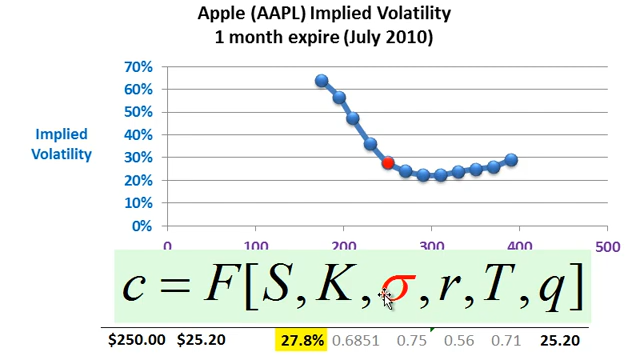 Apple (AAPL) Implied Volatility
1 month expire (July 2010)
70%
60%
50%
40%
30%
20%
10%
0%
Implied
Volatility
0 100 200 300 400 500
c = F[S, K, σ, r, T, q]
$250.00 $25.20 27.8% 0.6851 0.75 0.56 0.71 25.20